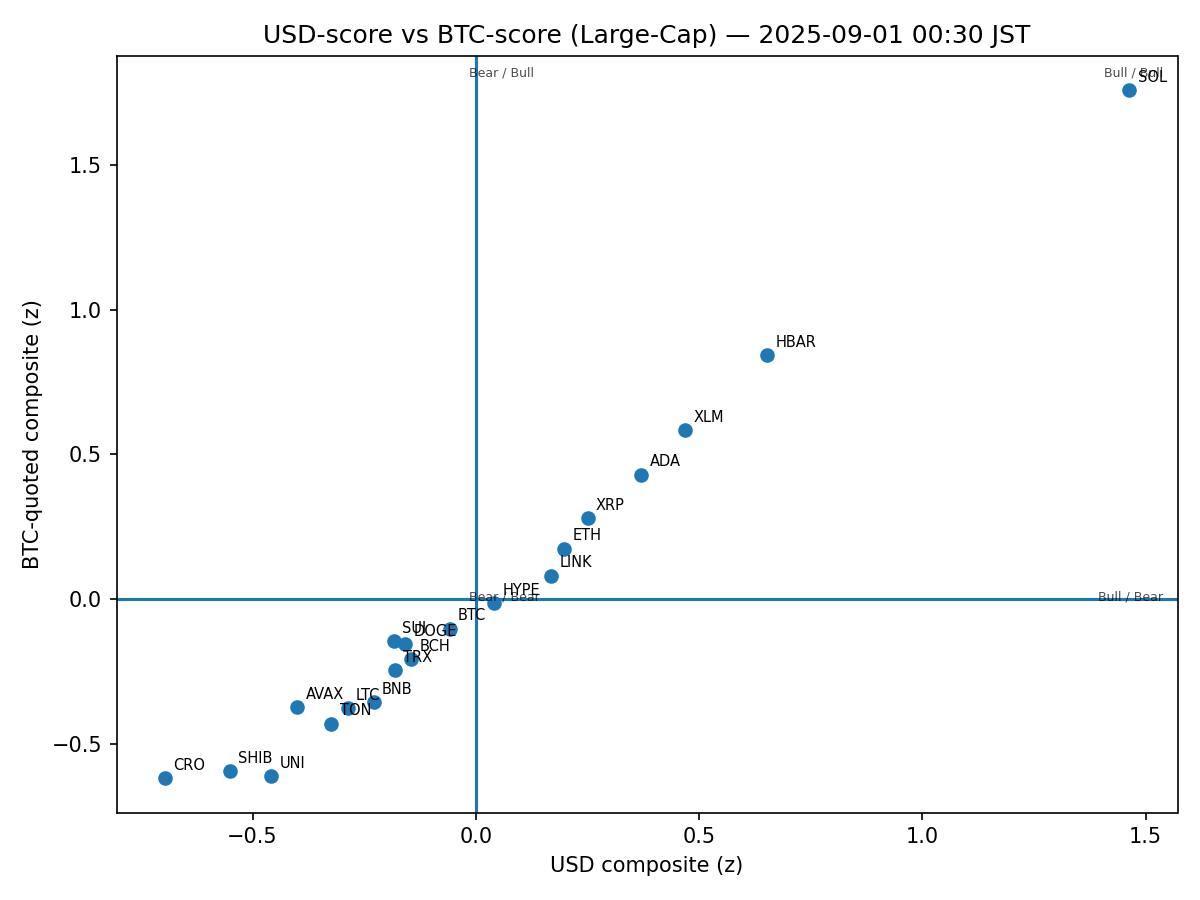 USD-score vs BTC-score (Large-Cap) — 2025-09-01 00:30 JST
Bear / Bull
Bull / Bull
SOL
1.5
1.0
HBAR
XLM
0.5
ADA
XRP
ETH
LINK
HYPE
0.0
Bear / Bear
Bull / Bear
BTC
SUI
DOGE
BCH
TRX
BNB
AVAX
LTC
TON
−0.5
SHIB
UNI
CRO
−0.5
0.0
0.5
1.0
1.5
USD composite (z)
BTC-quoted composite (z)